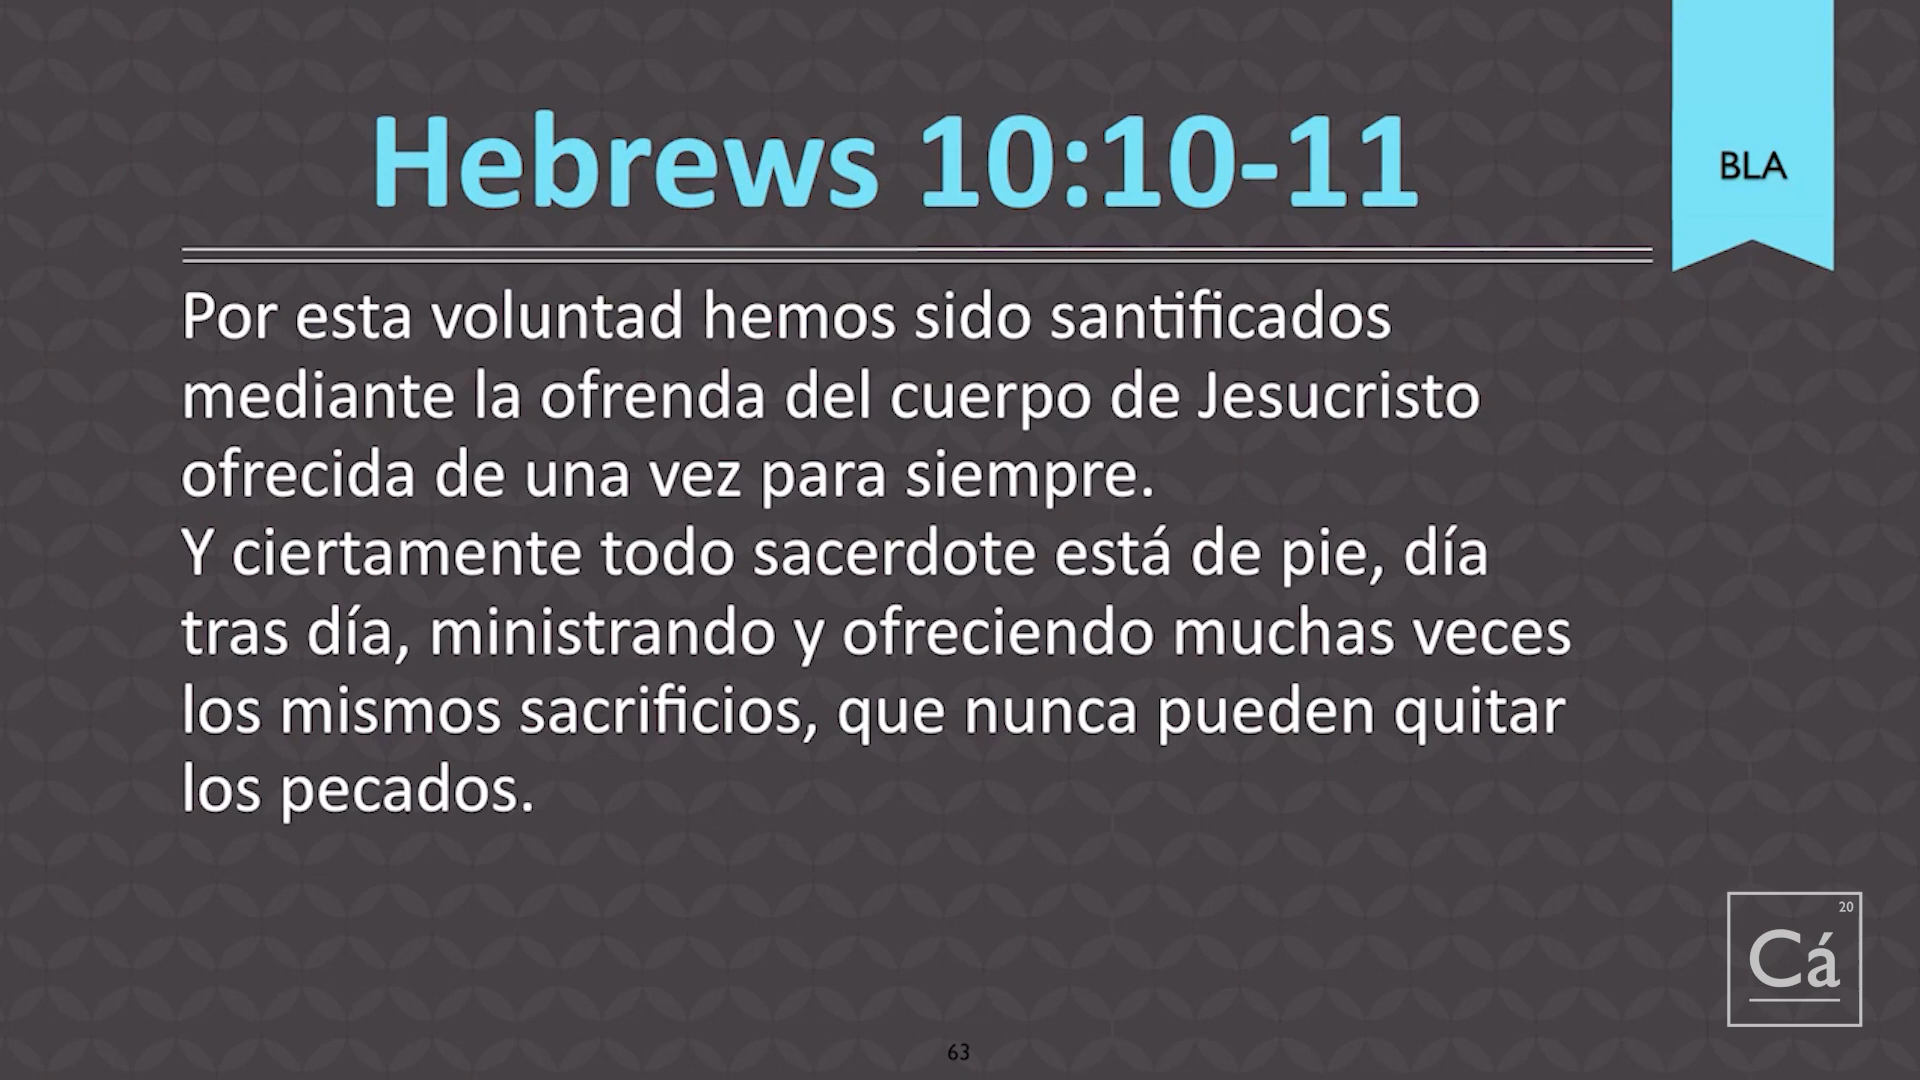 Hebrews 10:10-11
BLA
Por esta voluntad hemos sido santificados
mediante la ofrenda del cuerpo de Jesucristo
ofrecida de una vez para siempre.
Y ciertamente todo sacerdote está de pie, día
tras día, ministrando y ofreciendo muchas veces
los mismos sacrificios, que nunca pueden quitar
los pecados.
20
Cá
63